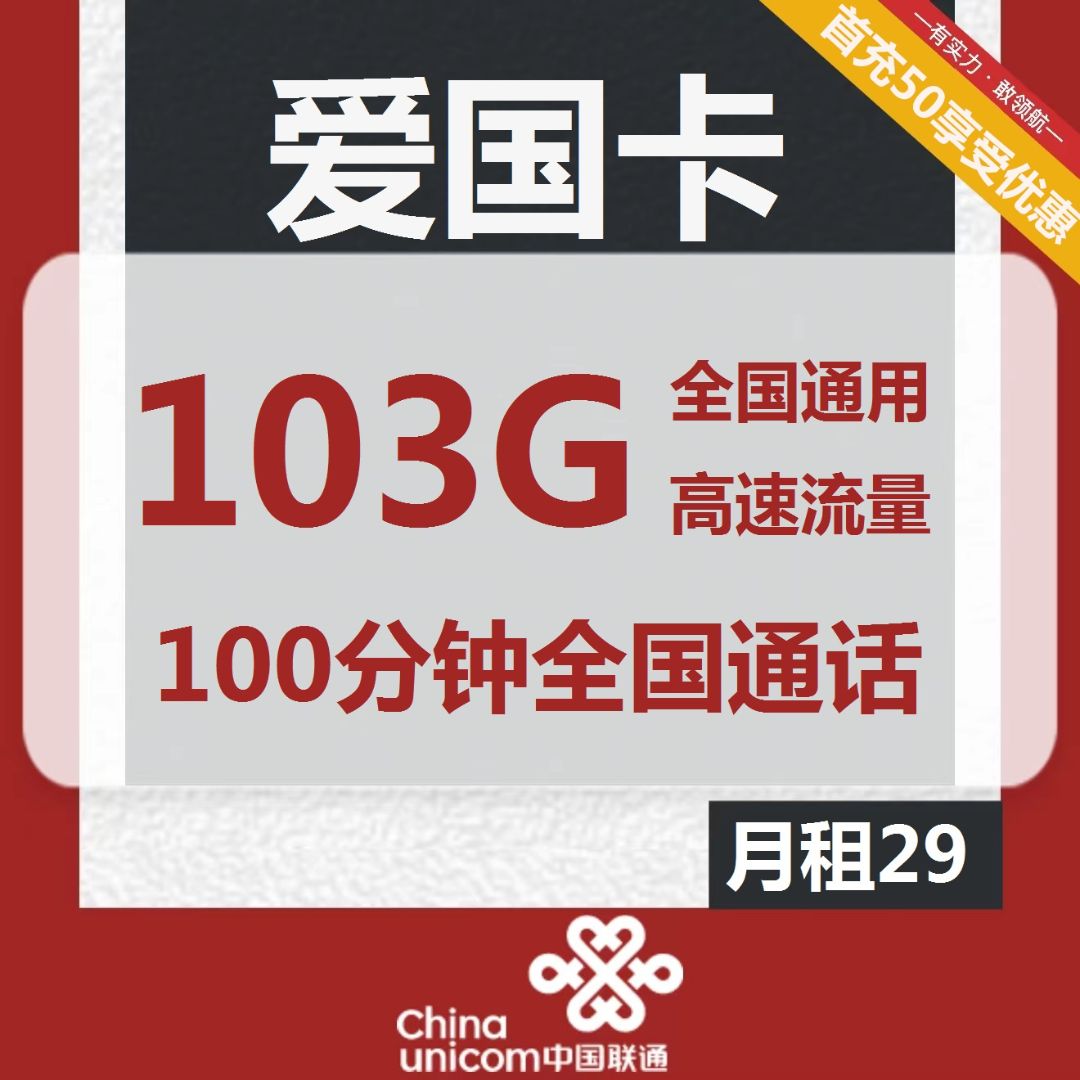 一有实力·敢领航一
首充50享受优惠
爱国卡
103G
全国通用
高速流量
100分钟全国通话
月租29
China
unicom中国联通